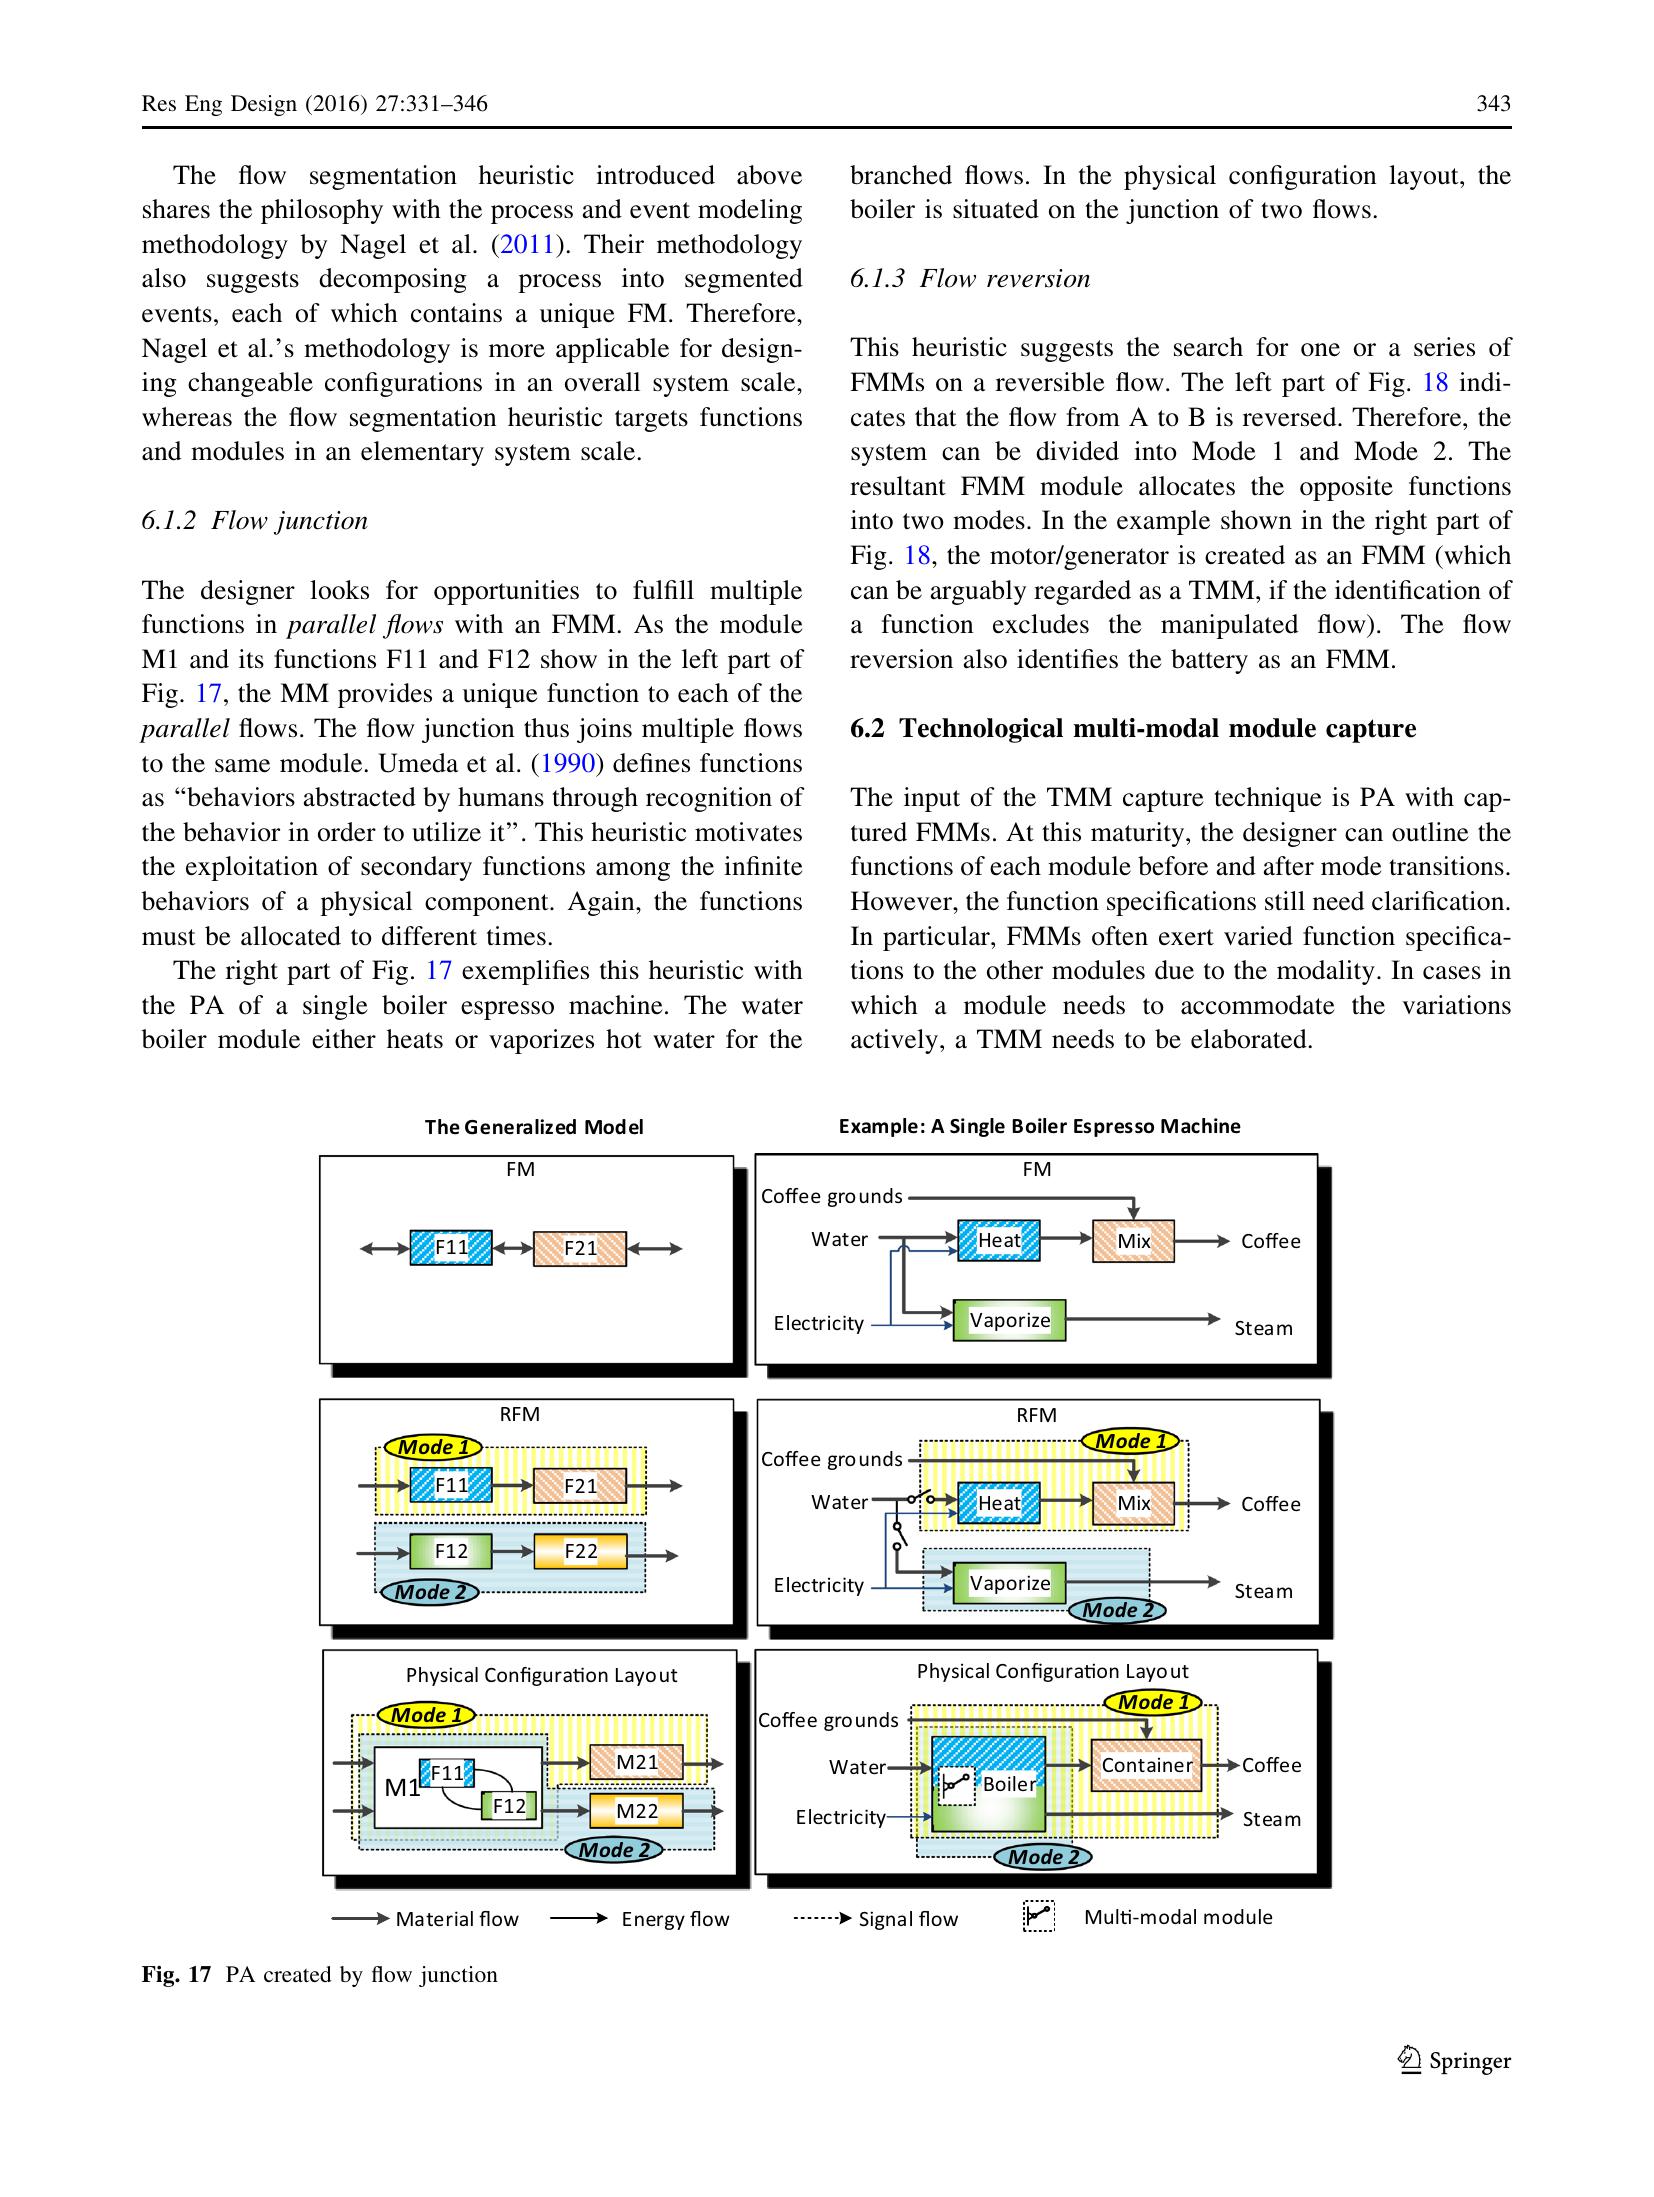 Res Eng Design (2016) 27:331–346
343
The flow segmentation heuristic introduced above
shares the philosophy with the process and event modeling
methodology by Nagel et al. (2011). Their methodology
also suggests decomposing a process into segmented
events, each of which contains a unique FM. Therefore,
Nagel et al.'s methodology is more applicable for design-
ing changeable configurations in an overall system scale,
whereas the flow segmentation heuristic targets functions
and modules in an elementary system scale.
6.1.2 Flow junction
The designer looks for opportunities to fulfill multiple
functions in parallel flows with an FMM. As the module
M1 and its functions F11 and F12 show in the left part of
Fig. 17, the MM provides a unique function to each of the
parallel flows. The flow junction thus joins multiple flows
to the same module. Umeda et al. (1990) defines functions
as “behaviors abstracted by humans through recognition of
the behavior in order to utilize it”. This heuristic motivates
the exploitation of secondary functions among the infinite
behaviors of a physical component. Again, the functions
must be allocated to different times.
The right part of Fig. 17 exemplifies this heuristic with
the PA of a single boiler espresso machine. The water
boiler module either heats or vaporizes hot water for the
branched flows. In the physical configuration layout, the
boiler is situated on the junction of two flows.
6.1.3 Flow reversion
This heuristic suggests the search for one or a series of
FMMs on a reversible flow. The left part of Fig. 18 indi-
cates that the flow from A to B is reversed. Therefore, the
system can be divided into Mode 1 and Mode 2. The
resultant FMM module allocates the opposite functions
into two modes. In the example shown in the right part of
Fig. 18, the motor/generator is created as an FMM (which
can be arguably regarded as a TMM, if the identification of
a function excludes the manipulated flow). The flow
reversion also identifies the battery as an FMM.
6.2 Technological multi-modal module capture
The input of the TMM capture technique is PA with cap-
tured FMMs. At this maturity, the designer can outline the
functions of each module before and after mode transitions.
However, the function specifications still need clarification.
In particular, FMMs often exert varied function specifica-
tions to the other modules due to the modality. In cases in
which a module needs to accommodate the variations
actively, a TMM needs to be elaborated.
The Generalized Model
FM
F11
F21
RFM
Mode 1
F11
F21
F12
F22
Mode 2
Physical Configuration Layout
Mode 1
M1
F11
F12
M21
M22
Mode 2
Example: A Single Boiler Espresso Machine
FM
Coffee grounds
Water
Heat
Mix
Coffee
Electricity
Vaporize
Steam
RFM
Mode 1
Coffee grounds
Water
Heat
Mix
Coffee
Electricity
Vaporize
Steam
Mode 2
Physical Configuration Layout
Mode 1
Coffee grounds
Water
Boiler
Container
Coffee
Electricity
Steam
Mode 2
Material flow
Energy flow
Signal flow
Multi-modal module
Fig. 17 PA created by flow junction
Springer